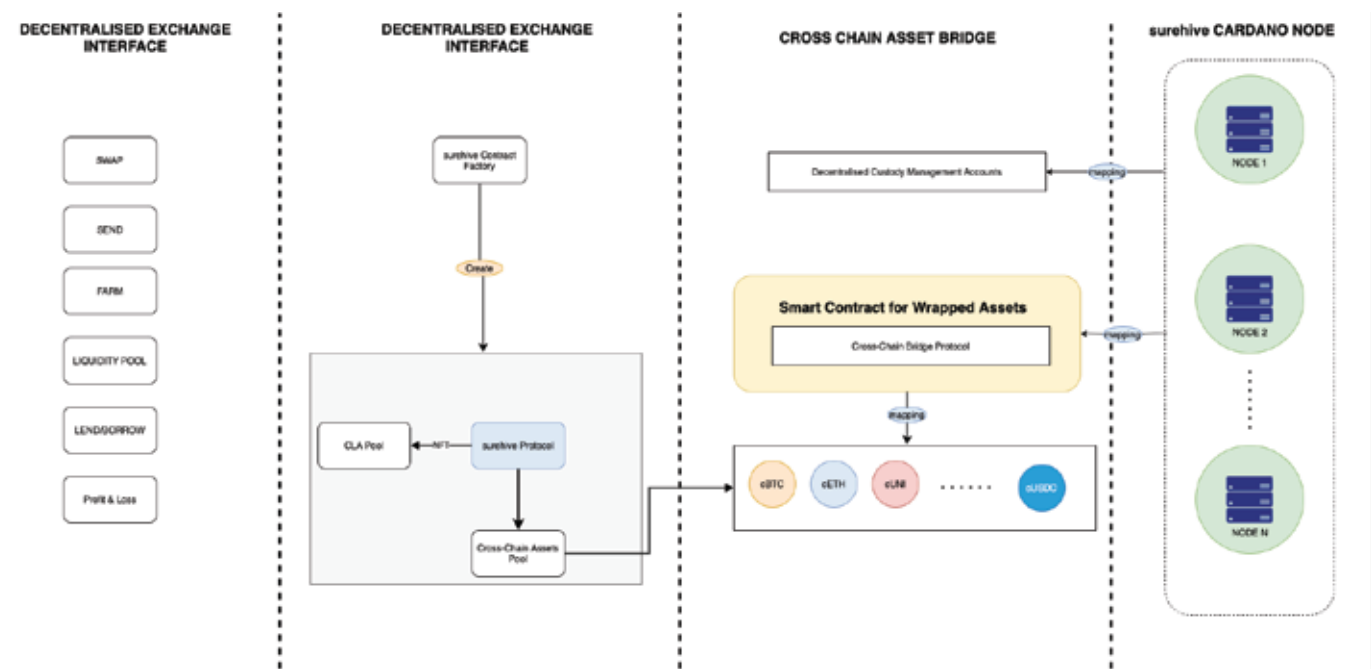 DECENTRALISED EXCHANGE
INTERFACE
SWAP
SEND
FARM
LIQUIDITY POOL
LEND/BORROW
Profit & Loss
DECENTRALISED EXCHANGE
INTERFACE
surehive Contract
Factory
Create
CLA Pool
NFT
surehive Protocol
Cross-Chain Assets
Pool
CROSS CHAIN ASSET BRIDGE
Decentralised Custody Management Accounts
mapping
Smart Contract for Wrapped Assets
Cross-Chain Bridge Protocol
mapping
mapping
cBTC
cETH
cUNI
cUSDC
surehive CARDANO NODE
NODE 1
NODE 2
NODE N